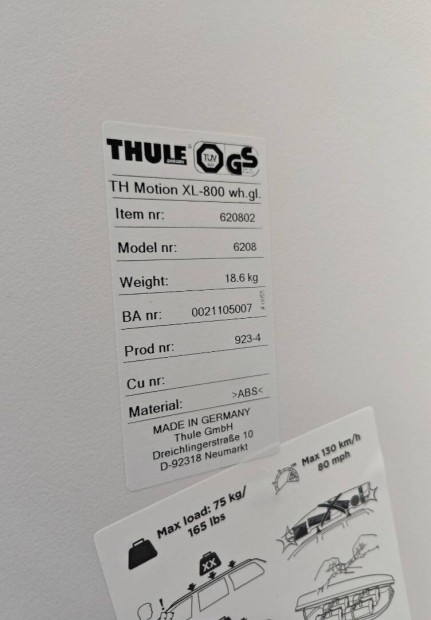 THULE TÜV GS
TH Motion XL-800 wh.gl.
Item nr: 620802
Model nr: 6208
Weight: 18.6 kg
BA nr: 0021105007
Prod nr: 923-4
Cu nr:
Material: >ABS<
MADE IN GERMANY
Thule GmbH
Dreichlingerstraße 10
D-92318 Neumarkt
Max load: 75 kg/
165 lbs
Max 130 km/h
80 mph
XX
!